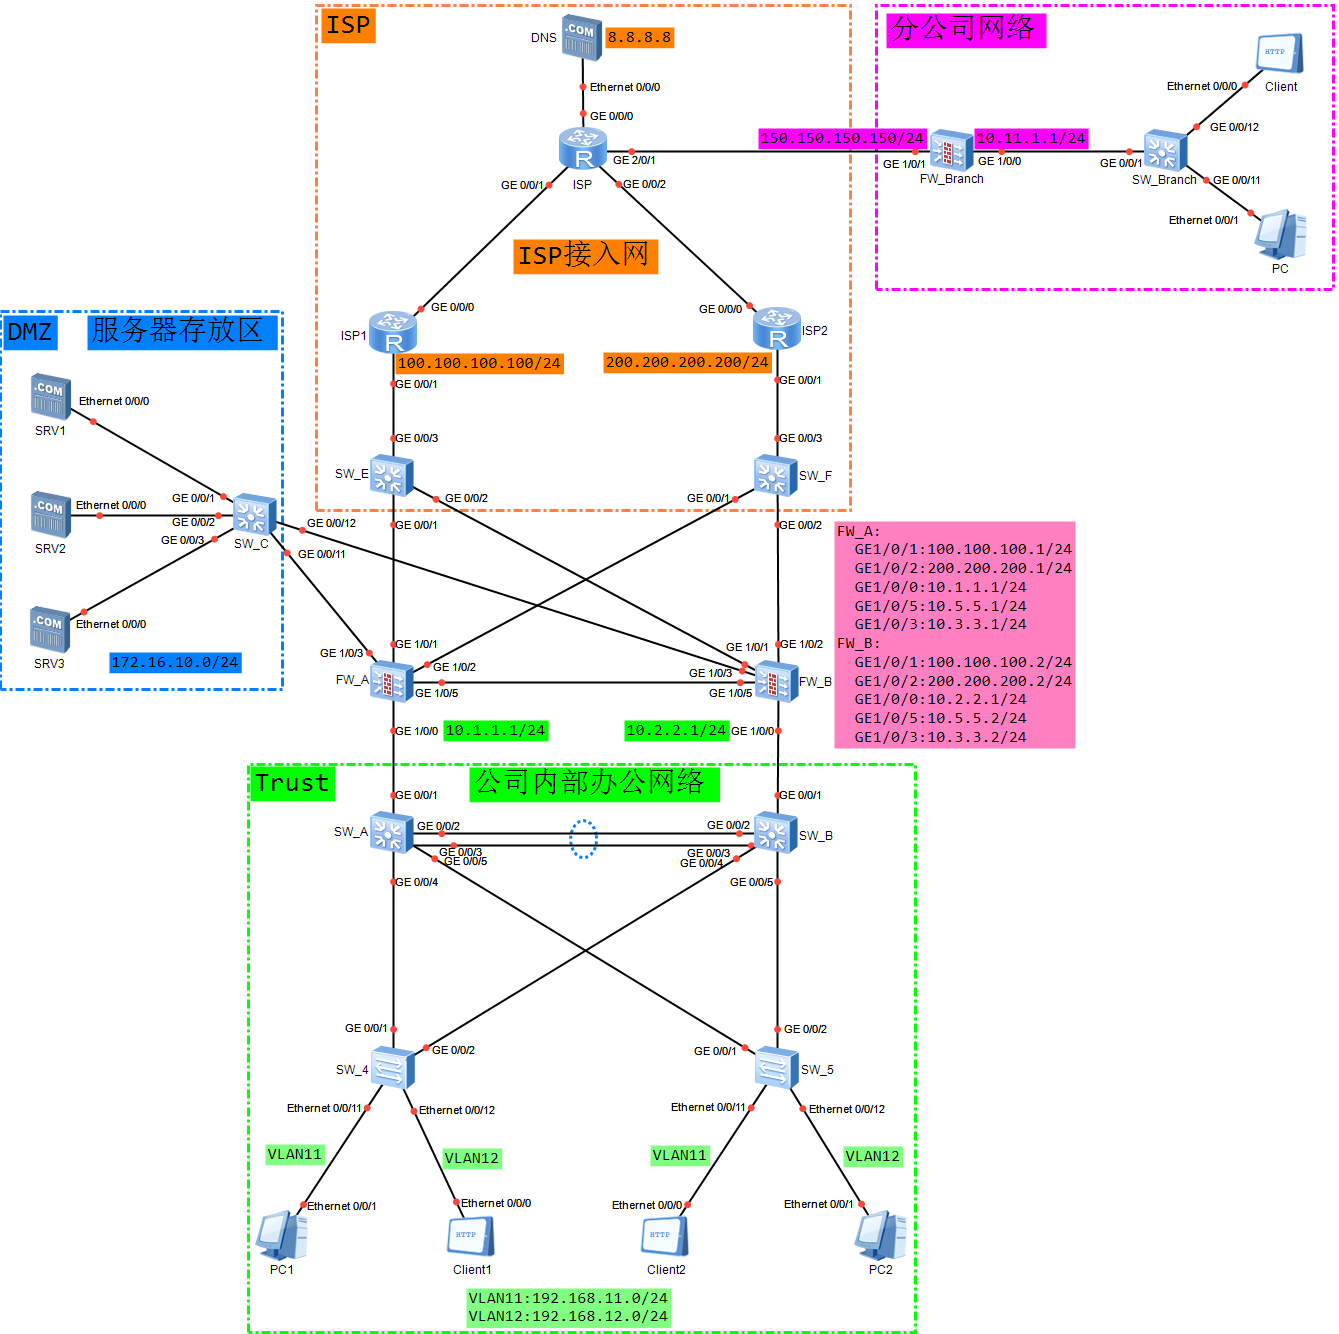 ISP
DNS
.COM
8.8.8.8
Ethernet 0/0/0
GE 0/0/0
R
ISP
GE 2/0/1
GE 0/0/1
GE 0/0/2
150.150.150.150/24
分公司网络
GE 1/0/1
FW_Branch
10.11.1.1/24
GE 1/0/0
GE 0/0/1
SW_Branch
HTTP
Client
Ethernet 0/0/0
GE 0/0/12
GE 0/0/11
Ethernet 0/0/1
PC
ISP接入网
GE 0/0/0
GE 0/0/0
ISP1
R
ISP2
R
100.100.100.100/24
200.200.200.200/24
GE 0/0/1
GE 0/0/1
GE 0/0/3
GE 0/0/3
SW_E
SW_F
GE 0/0/2
GE 0/0/1
GE 0/0/1
GE 0/0/2
DMZ
服务器存放区
.COM
Ethernet 0/0/0
SRV1
.COM
Ethernet 0/0/0
SRV2
.COM
Ethernet 0/0/0
SRV3
GE 0/0/1
GE 0/0/2
GE 0/0/3
SW_C
GE 0/0/12
GE 0/0/11
172.16.10.0/24
FW_A:
GE1/0/1:100.100.100.1/24
GE1/0/2:200.200.200.1/24
GE1/0/0:10.1.1.1/24
GE1/0/5:10.5.5.1/24
GE1/0/3:10.3.3.1/24
FW_B:
GE1/0/1:100.100.100.2/24
GE1/0/2:200.200.200.2/24
GE1/0/0:10.2.2.1/24
GE1/0/5:10.5.5.2/24
GE1/0/3:10.3.3.2/24
GE 1/0/1
GE 1/0/3
GE 1/0/2
FW_A
GE 1/0/5
GE 1/0/1
GE 1/0/2
GE 1/0/3
GE 1/0/5
FW_B
GE 1/0/0
10.1.1.1/24
10.2.2.1/24
GE 1/0/0
Trust
公司内部办公网络
GE 0/0/1
GE 0/0/1
SW_A
GE 0/0/2
GE 0/0/3
GE 0/0/5
GE 0/0/4
GE 0/0/2
GE 0/0/3
GE 0/0/4
GE 0/0/5
SW_B
GE 0/0/1
GE 0/0/2
SW_4
GE 0/0/2
GE 0/0/1
SW_5
Ethernet 0/0/11
Ethernet 0/0/12
Ethernet 0/0/11
Ethernet 0/0/12
VLAN11
VLAN12
VLAN11
VLAN12
Ethernet 0/0/1
Ethernet 0/0/0
Ethernet 0/0/0
Ethernet 0/0/1
HTTP
HTTP
PC1
Client1
Client2
PC2
VLAN11:192.168.11.0/24
VLAN12:192.168.12.0/24